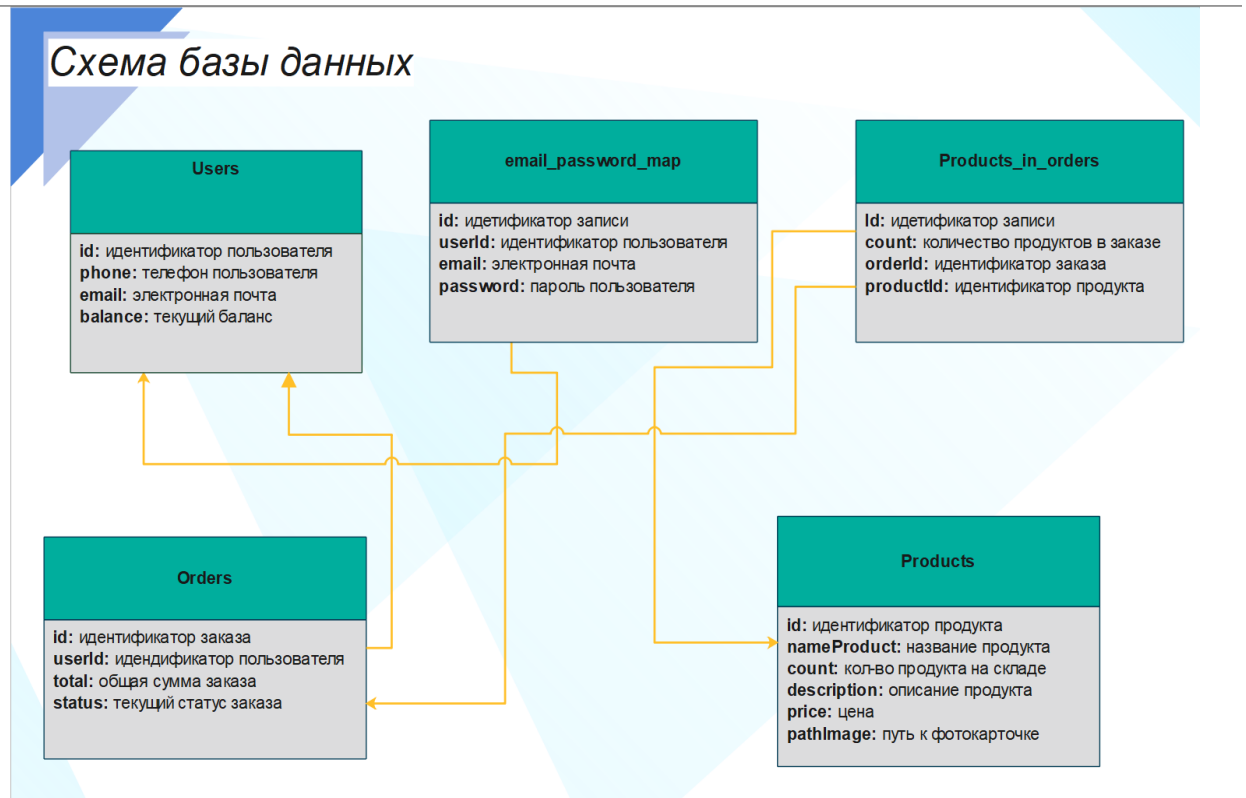 Схема базы данных
Users
id: идентификатор пользователя
phone: телефон пользователя
email: электронная почта
balance: текущий баланс
email_password_map
id: идетификатор записи
userId: идентификатор пользователя
email: электронная почта
password: пароль пользователя
Products_in_orders
Id: идетификатор записи
count: количество продуктов в заказе
orderId: идентификатор заказа
productId: идентификатор продукта
Orders
id: идентификатор заказа
userId: идендификатор пользователя
total: общая сумма заказа
status: текущий статус заказа
Products
id: идентификатор продукта
nameProduct: название продукта
count: кол-во продукта на складе
description: описание продукта
price: цена
pathImage: путь к фотокарточке